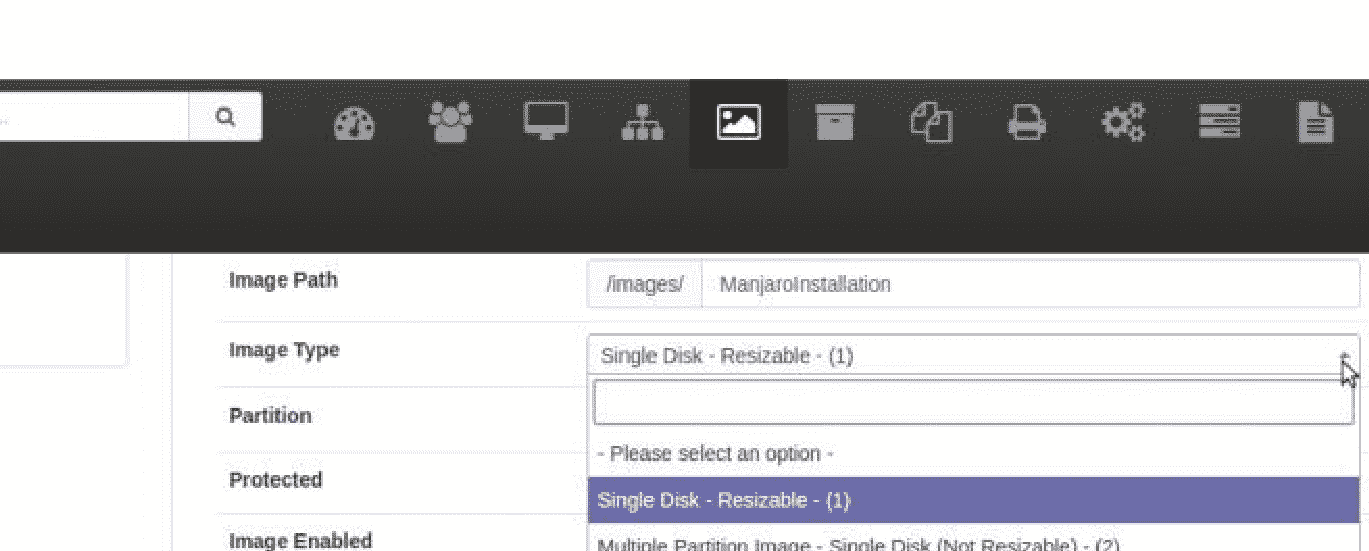 Image Path
/images/ ManjaroInstallation
Image Type
Single Disk - Resizable - (1)
Partition
- Please select an option -
Protected
Single Disk - Resizable - (1)
Image Enabled
Multiple Partition Image - Single Disk (Not Resizable) - (2)